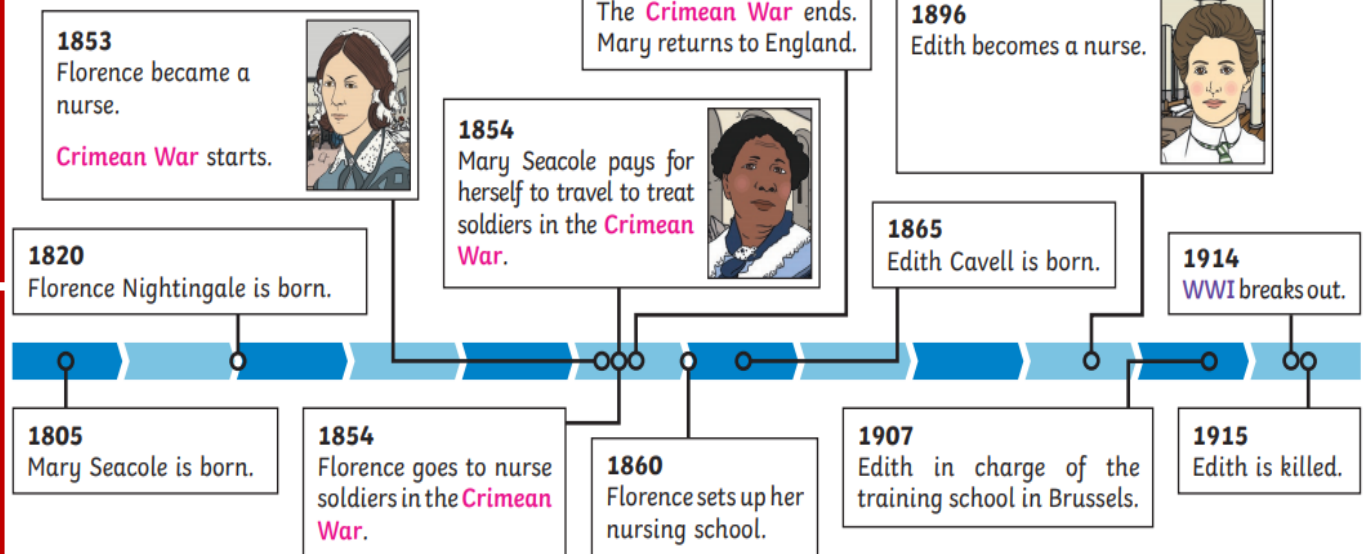 1853
Florence became a
nurse.
Crimean War starts.
The Crimean War ends.
Mary returns to England.
1896
Edith becomes a nurse.
1854
Mary Seacole pays for
herself to travel to treat
soldiers in the Crimean
War.
1820
Florence Nightingale is born.
1865
Edith Cavell is born.
1914
WWI breaks out.
1805
Mary Seacole is born.
1854
Florence goes to nurse
soldiers in the Crimean
War.
1860
Florence sets up her
nursing school.
1907
Edith in charge of the
training school in Brussels.
1915
Edith is killed.